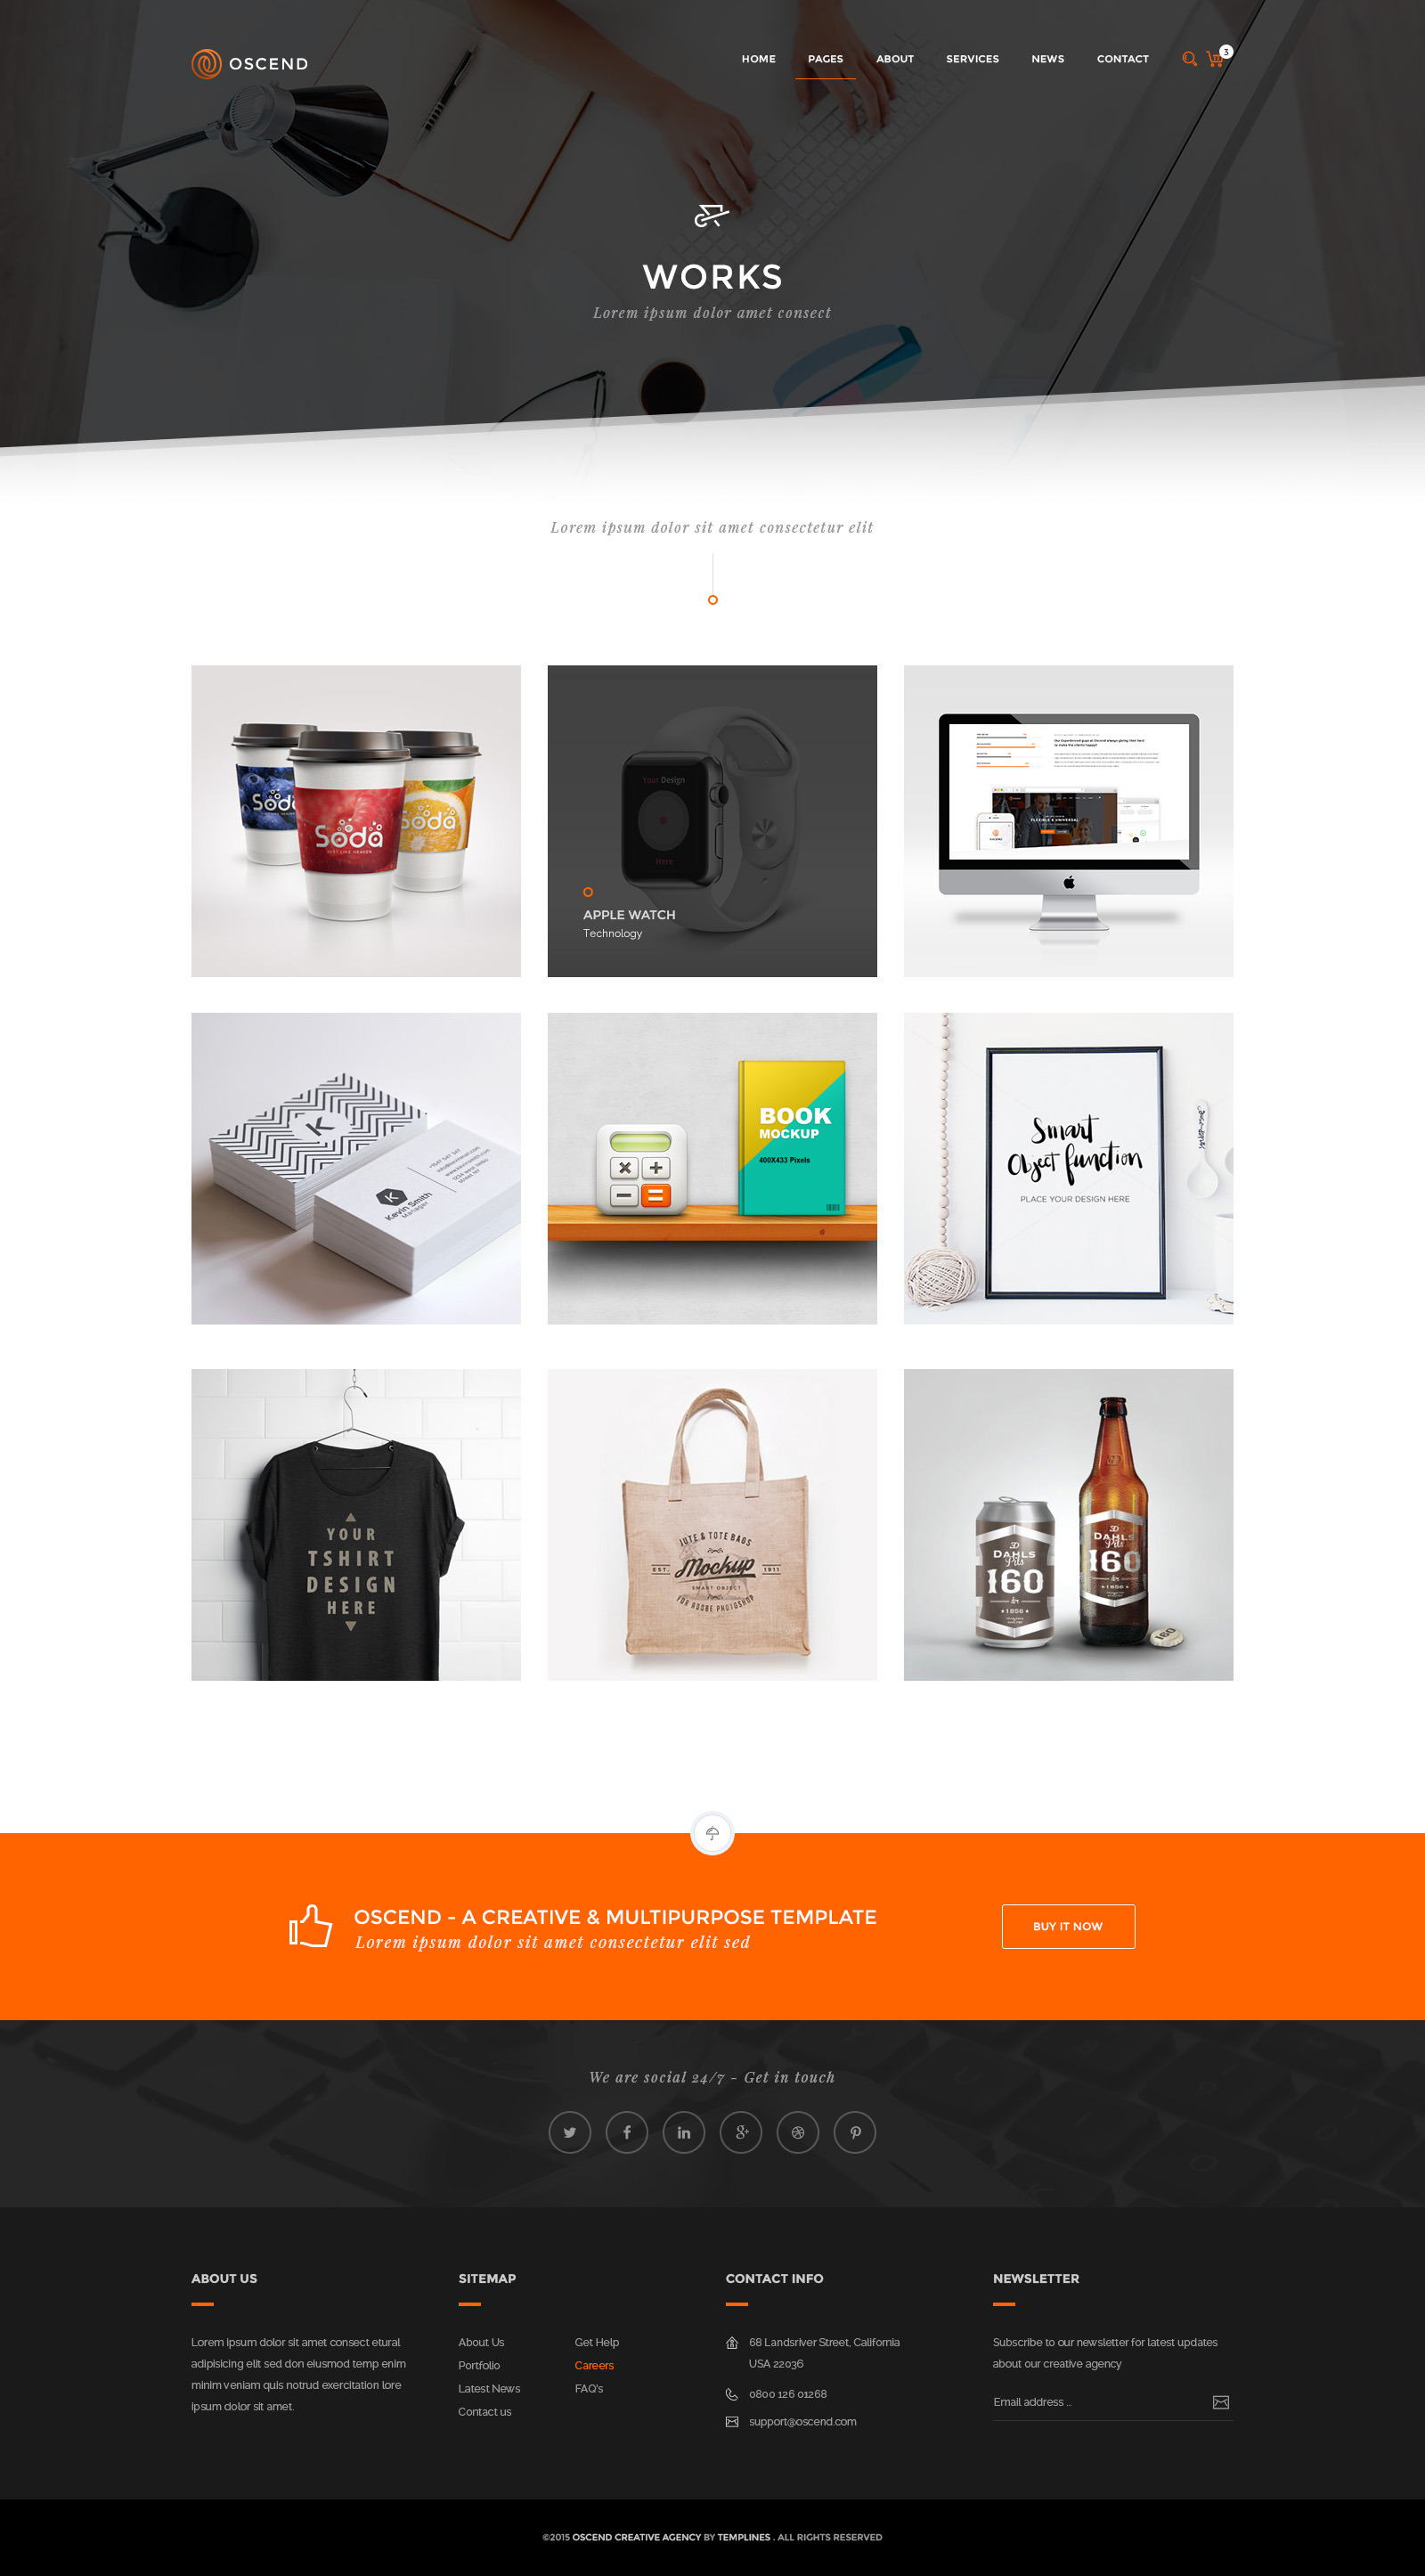 OSCEND
HOME PAGES ABOUT SERVICES NEWS CONTACT 3
WORKS
Lorem ipsum dolor amet consect
Lorem ipsum dolor sit amet consectetur elit
Soda
Soda
Soda
Your Design
Here
APPLE WATCH
Technology
FLEXIBLE & UNIVERSAL
K
K
Kevin Smith
Manager
BOOK
MOCKUP
400X433 Pixels
Smart
Object function
PLACE YOUR DESIGN HERE
YOUR
TSHIRT
DESIGN
HERE
JUTE & TOTE BAGS
EST. Mockup 1911
SMART OBJECT
FOR ADOBE PHOTOSHOP
DAHLS
Pils
160
1856
DAHLS
Pils
160
1856
160
OSCEND - A CREATIVE & MULTIPURPOSE TEMPLATE
Lorem ipsum dolor sit amet consectetur elit sed
BUY IT NOW
We are social 24/7 - Get in touch
ABOUT US
Lorem ipsum dolor sit amet consect etural
adipisicing elit sed don eiusmod temp enim
minim veniam quis notrud exercitation lore
ipsum dolor sit amet.
SITEMAP
About Us
Portfolio
Latest News
Contact us
Get Help
Careers
FAQ's
CONTACT INFO
68 Landsriver Street, California
USA 22036
0800 126 01268
support@oscend.com
NEWSLETTER
Subscribe to our newsletter for latest updates
about our creative agency
Email address ...
©2015 OSCEND CREATIVE AGENCY BY TEMPLINES . ALL RIGHTS RESERVED